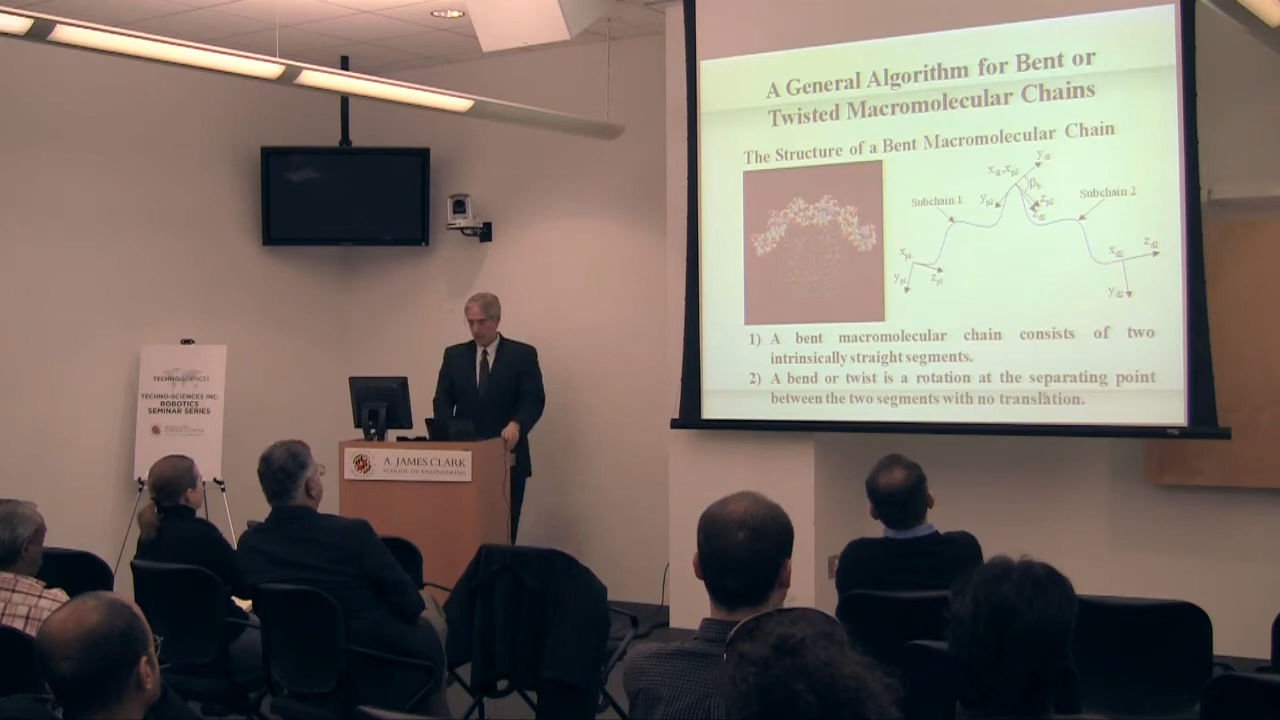 A General Algorithm for Bent or
Twisted Macromolecular Chains
The Structure of a Bent Macromolecular Chain
Subchain 1
Subchain 2
1) A bent macromolecular chain consists of two
intrinsically straight segments.
2) A bend or twist is a rotation at the separating point
between the two segments with no translation.
TECHNO-SCIENCES
TECHNO-SCIENCES INC.
ROBOTICS
SEMINAR SERIES
A. JAMES CLARK
SCHOOL OF ENGINEERING